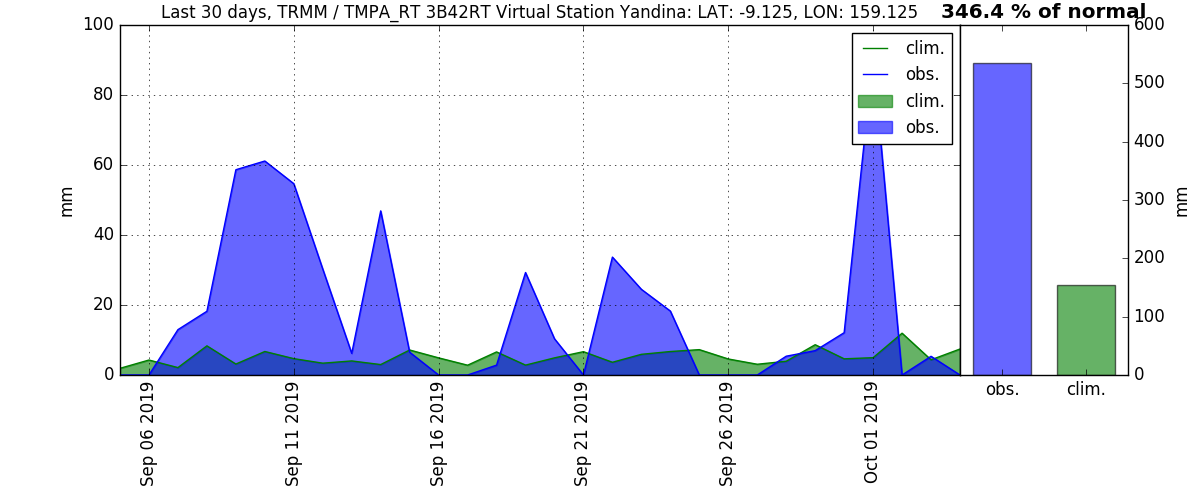 Last 30 days, TRMM / TMPA_RT 3B42RT Virtual Station Yandina: LAT: -9.125, LON: 159.125
346.4 % of normal
100
80
60
40
20
0
mm
clim.
obs.
clim.
obs.
600
500
400
300
200
100
0
mm
Sep 06 2019
Sep 11 2019
Sep 16 2019
Sep 21 2019
Sep 26 2019
Oct 01 2019
obs.
clim.